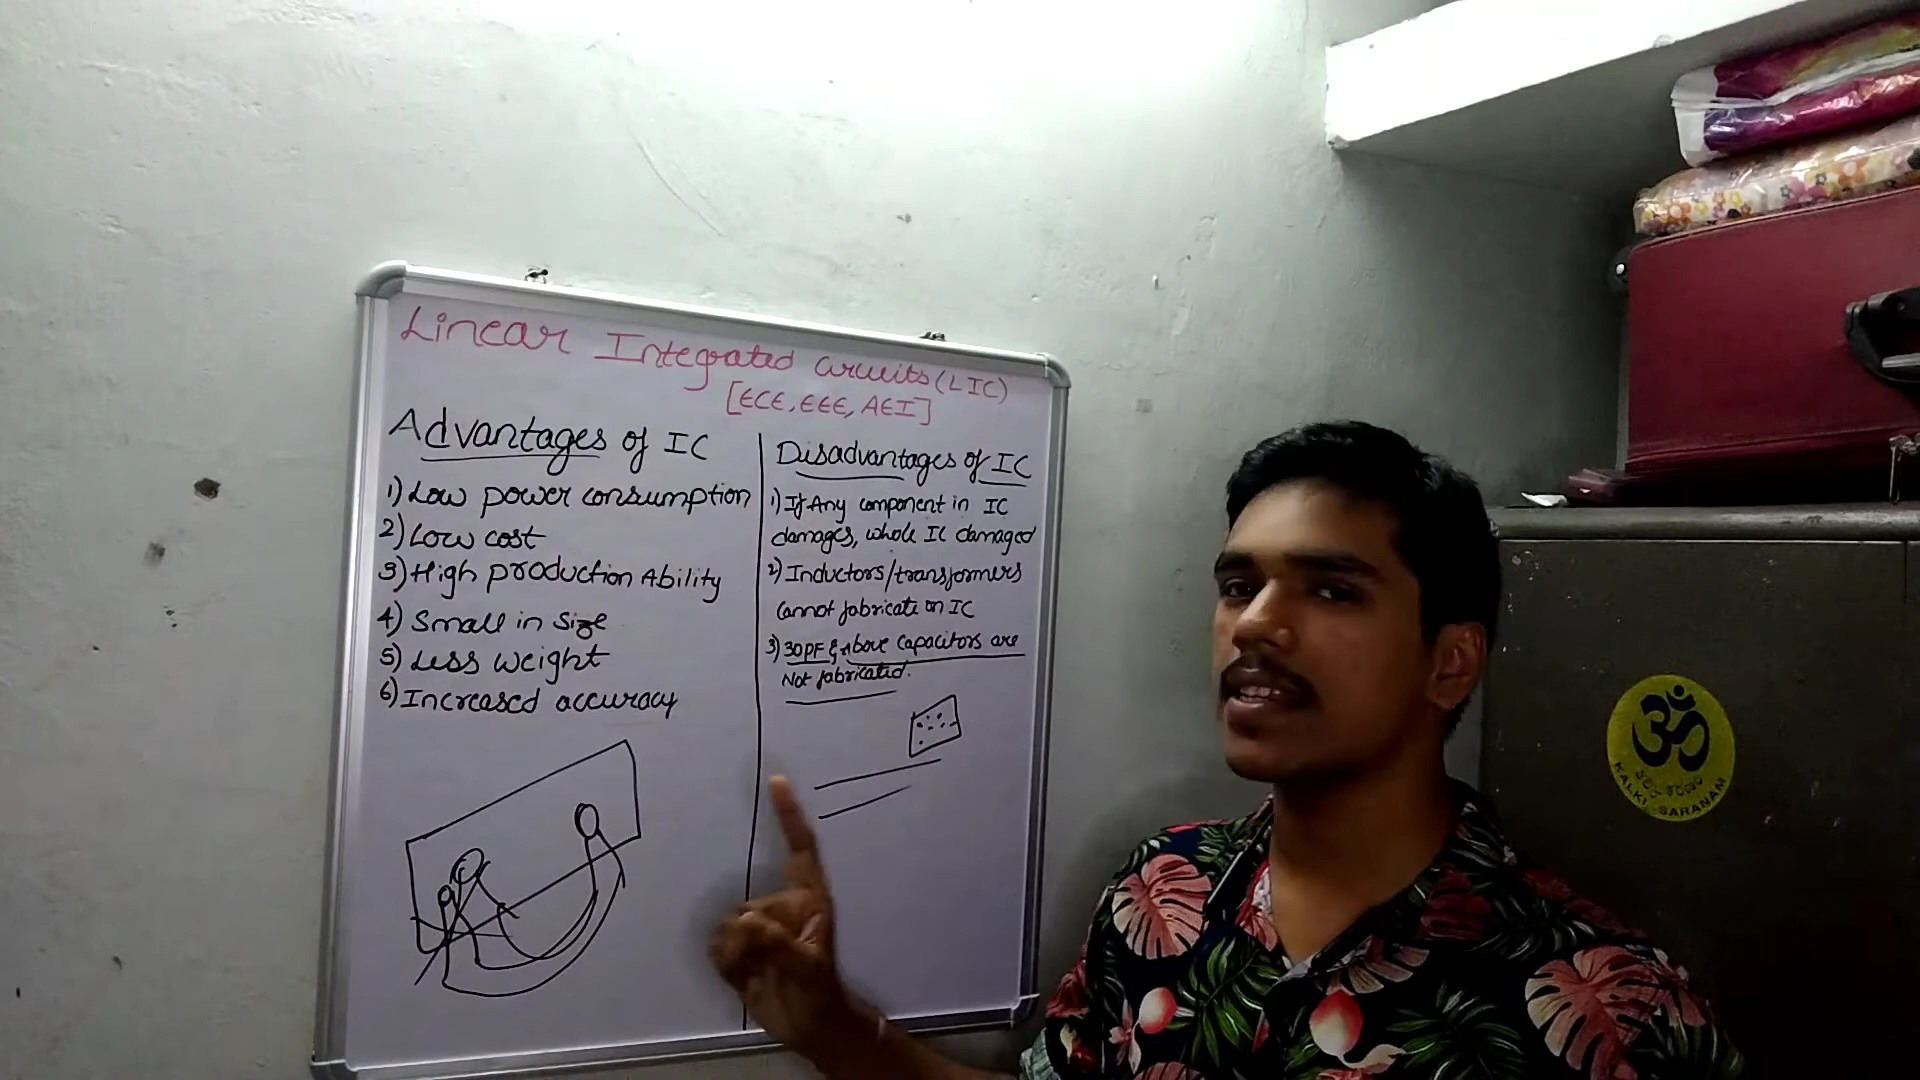 Linear Integrated Circuits (LIC)
[ECE, EEE, AEI]
Advantages of IC
1) Low power consumption
2) Low cost
3) High production Ability
4) Small in Size
5) Less weight
6) Increased accuracy
Disadvantages of IC
1) If Any component in IC
damages, whole IC damaged
2) Inductors/transformers
Cannot fabricate on IC
3) 30PF & Above Capacitors are
Not fabricated.
ॐ
KALKI SARANAM